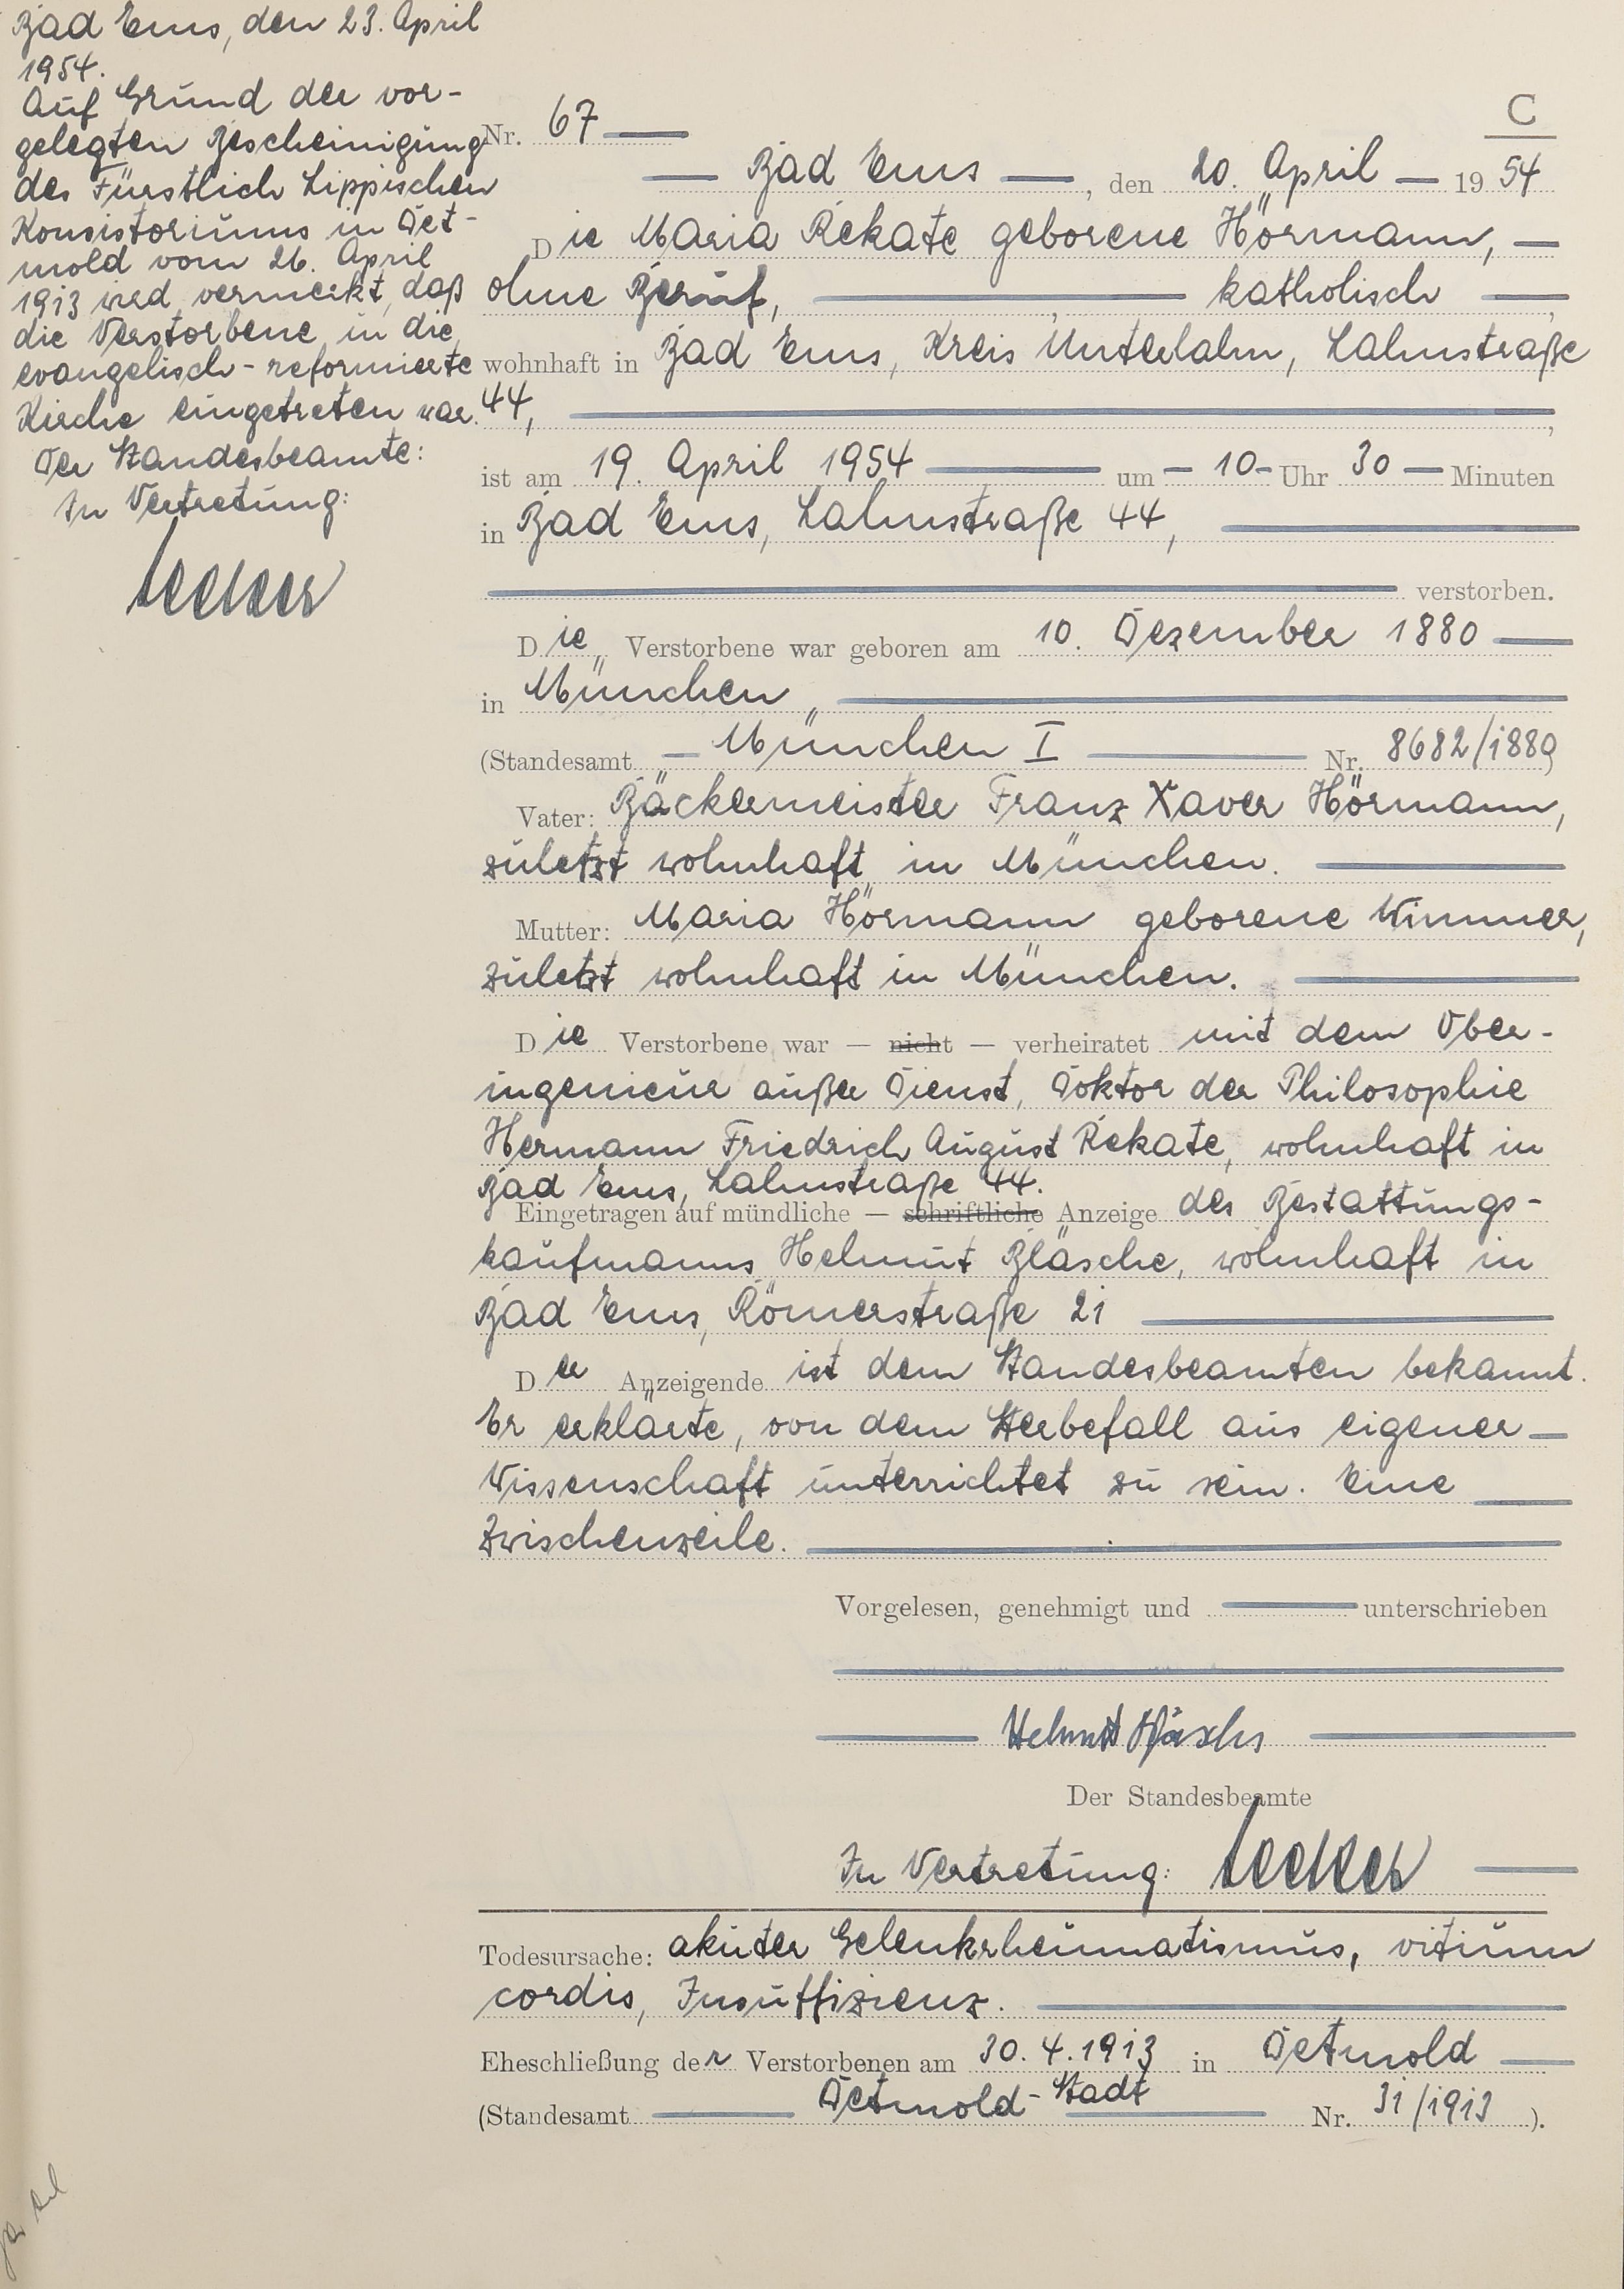 Bad Ems, den 23. April
1954.
Auf Grund der vor-
gelegten Bescheinigung
des Fürstlich Lippischen
Konsistoriums in Det-
mold vom 26. April
1913 wird vermerkt, daß
die Verstorbene in die
evangelisch-reformierte
Kirche eingetreten war.
Der Standesbeamte:
In Vertretung:
C
Nr. 67
Bad Ems, den 20. April 1954
Die Maria Rekate geborene Hörmann,
ohne Beruf, katholisch,
wohnhaft in Bad Ems, Kreis Unterlahn, Lahnstraße
44,
ist am 19. April 1954 um 10 Uhr 30 Minuten
in Bad Ems, Lahnstraße 44,
verstorben.
Die Verstorbene war geboren am 10. Dezember 1880
in München
(Standesamt München I Nr. 8682/1880)
Vater: Bäckermeister Franz Xaver Hörmann,
zuletzt wohnhaft in München.
Mutter: Maria Hörmann geborene Wimmer,
zuletzt wohnhaft in München.
Die Verstorbene war — nicht — verheiratet mit dem Ober-
ingenieur außer Dienst, Doktor der Philosophie
Hermann Friedrich August Rekate, wohnhaft in
Bad Ems, Lahnstraße 44.
Eingetragen auf mündliche — schriftliche Anzeige des Bestattungs-
kaufmanns Helmut Bläsche, wohnhaft in
Bad Ems, Römerstraße 21
Der Anzeigende ist dem Standesbeamten bekannt.
Er erklärte, von dem Sterbefall aus eigener
Wissenschaft unterrichtet zu sein. Eine
Zwischenzeile.
Vorgelesen, genehmigt und unterschrieben
Helmut Bläsche
Der Standesbeamte
In Vertretung:
Todesursache: akuter Gelenkrheumatismus, vitium
cordis, Insuffizienz.
Eheschließung der Verstorbenen am 30.4.1913 in Detmold
(Standesamt Detmold-Stadt Nr. 31/1913).